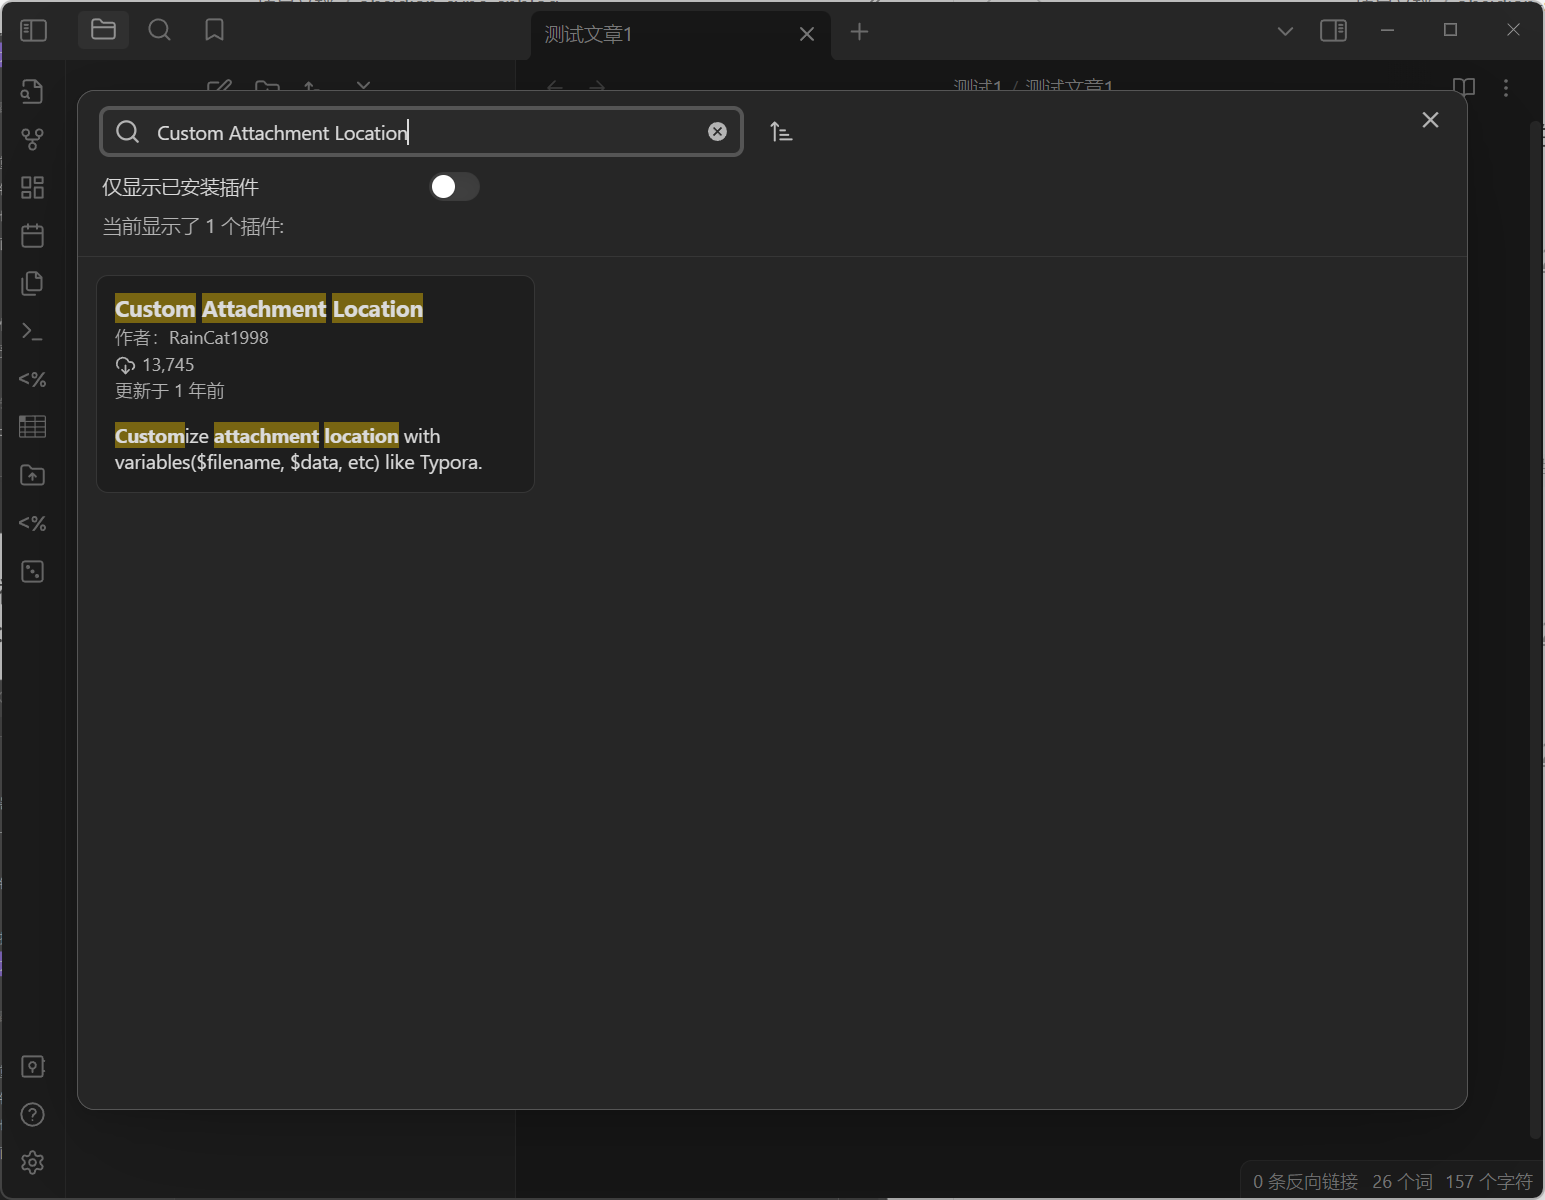 测试文章1
测试1 / 测试文章1
Custom Attachment Location
仅显示已安装插件
当前显示了 1 个插件:
Custom Attachment Location
作者：RainCat1998
13,745
更新于 1 年前
Customize attachment location with
variables($filename, $data, etc) like Typora.
<%
<%
0 条反向链接 26 个词 157 个字符